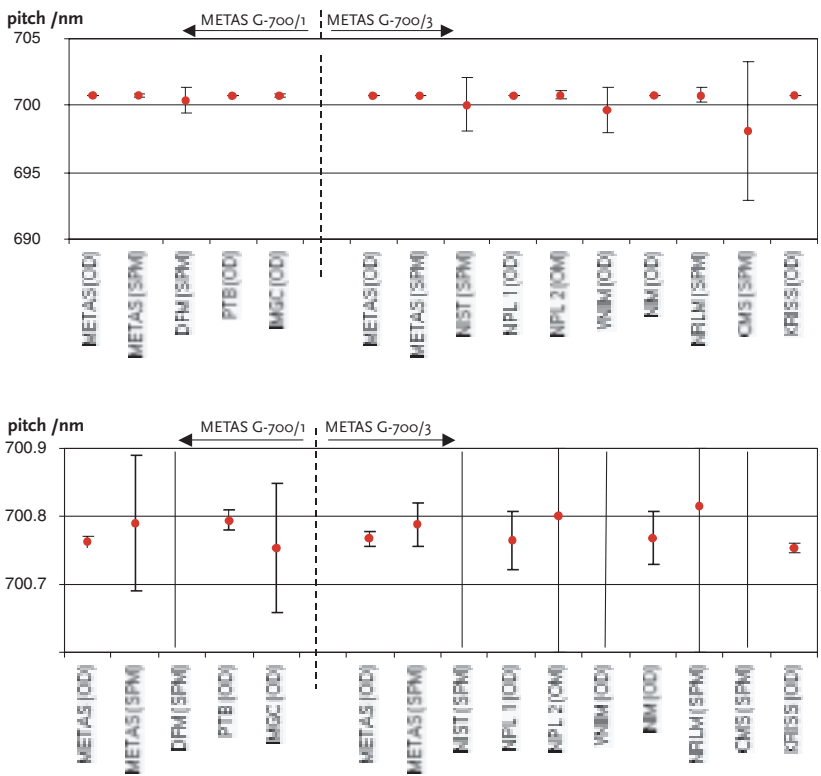 pitch /nm
METAS G-700/1 METAS G-700/3
705
700
695
690
METAS (OD)
METAS (SPM)
DFM (SPM)
PTB (OD)
IMGC (OD)
METAS (OD)
METAS (SPM)
NIST (SPM)
NPL 1 (OD)
NPL 2 (OM)
VNIIM (OD)
NIM (OD)
NRLM (SPM)
CMS (SPM)
KRISS (OD)
pitch /nm
METAS G-700/1 METAS G-700/3
700.9
700.8
700.7
METAS (OD)
METAS (SPM)
DFM (SPM)
PTB (OD)
IMGC (OD)
METAS (OD)
METAS (SPM)
NIST (SPM)
NPL 1 (OD)
NPL 2 (OM)
VNIIM (OD)
NIM (OD)
NRLM (SPM)
CMS (SPM)
KRISS (OD)